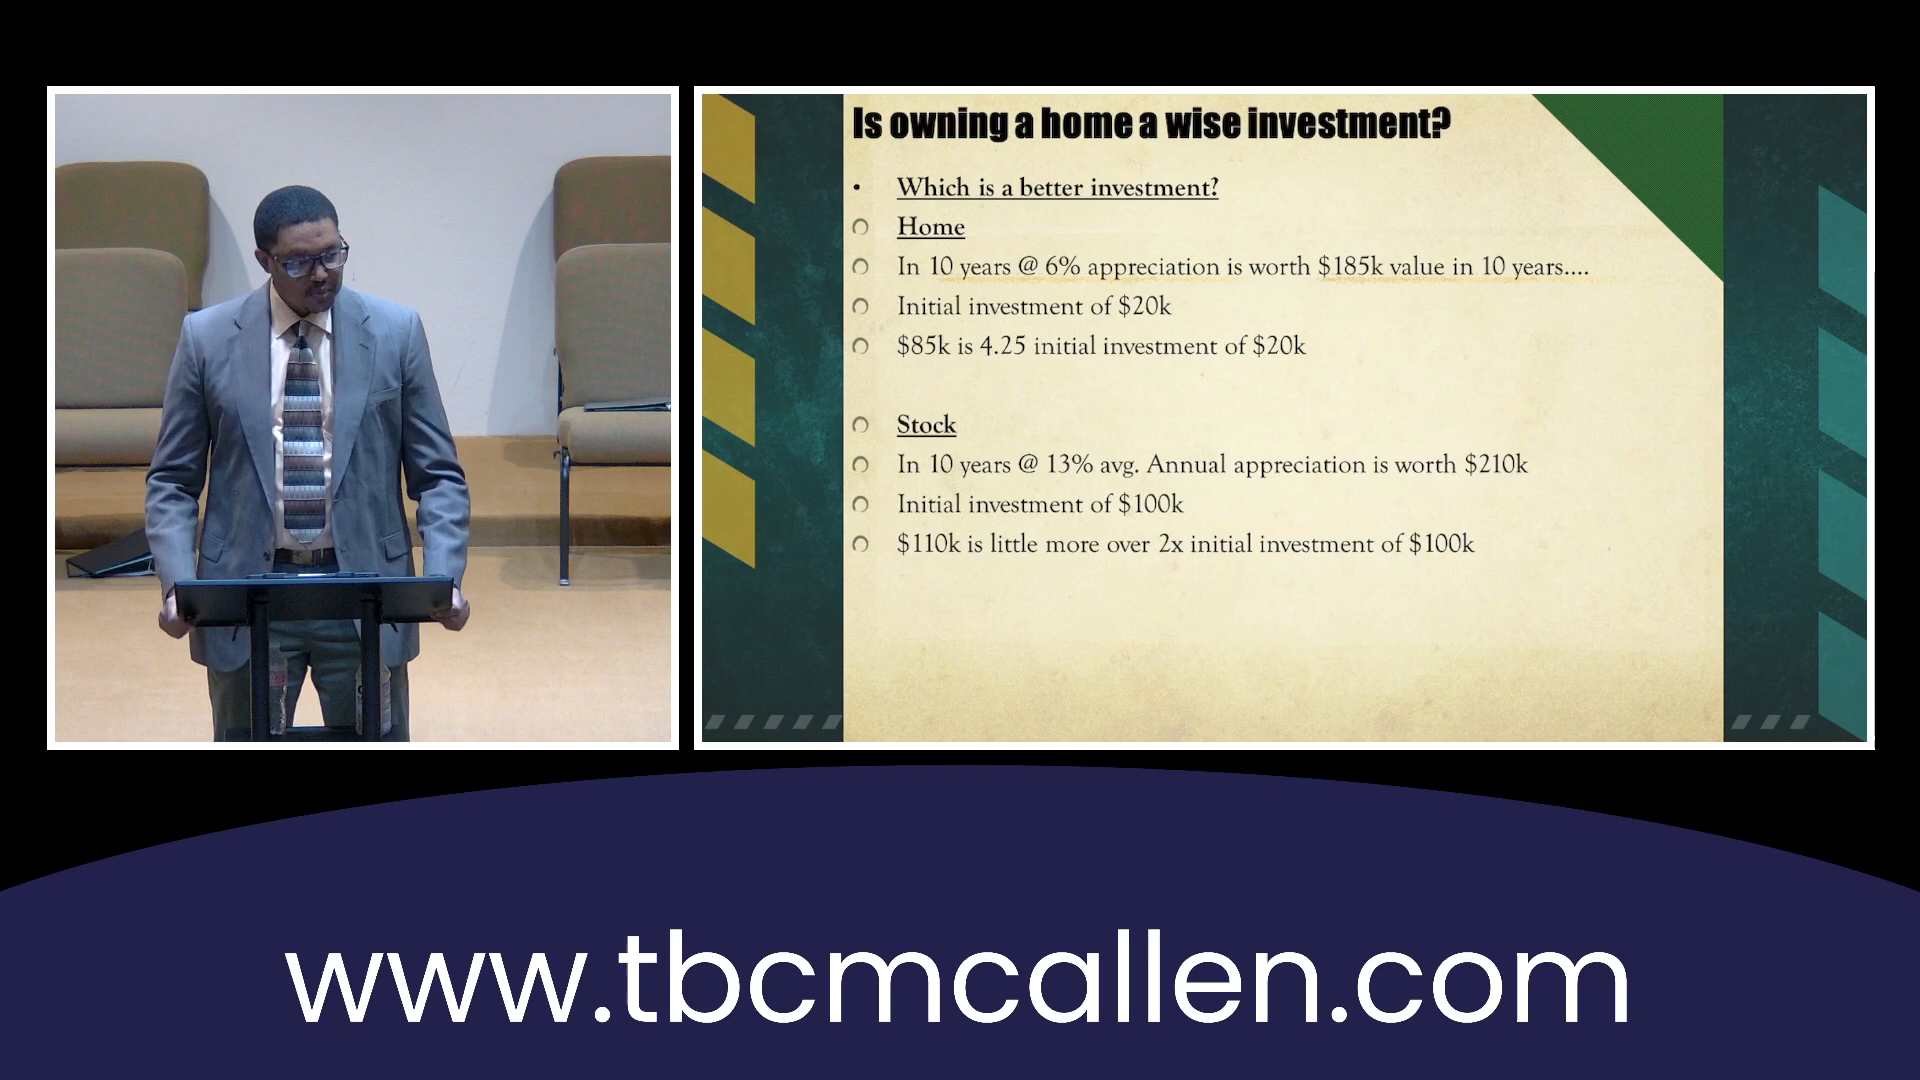 Is owning a home a wise investment?
• Which is a better investment?
Home
In 10 years @ 6% appreciation is worth $185k value in 10 years....
Initial investment of $20k
$85k is 4.25 initial investment of $20k
Stock
In 10 years @ 13% avg. Annual appreciation is worth $210k
Initial investment of $100k
$110k is little more over 2x initial investment of $100k
www.tbcmcallen.com